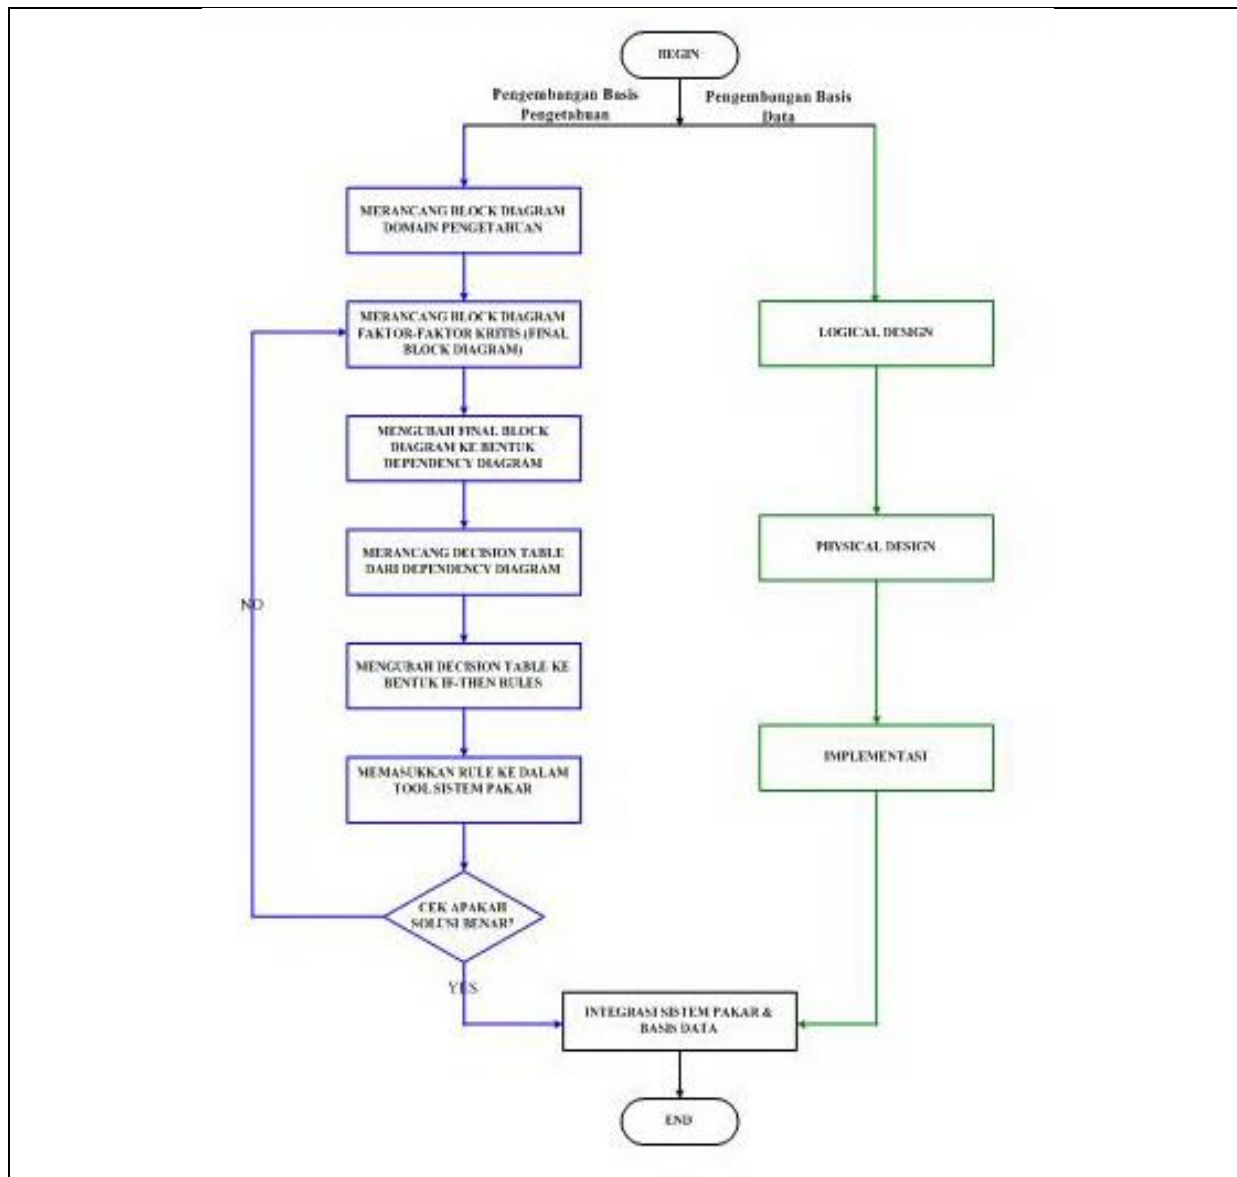 BEGIN
Pengembangan Basis
Pengetahuan
Pengembangan Basis
Data
MERANCANG BLOCK DIAGRAM
DOMAIN PENGETAHUAN
MERANCANG BLOCK DIAGRAM
FAKTOR-FAKTOR KRITIS (FINAL
BLOCK DIAGRAM)
LOGICAL DESIGN
MENGUBAH FINAL BLOCK
DIAGRAM KE BENTUK
DEPENDENCY DIAGRAM
MERANCANG DECISION TABLE
DARI DEPENDENCY DIAGRAM
PHYSICAL DESIGN
NO
MENGUBAH DECISION TABLE KE
BENTUK IF-THEN RULES
MEMASUKKAN RULE KE DALAM
TOOL SISTEM PAKAR
IMPLEMENTASI
CEK APAKAH
SOLUSI BENAR?
YES
INTEGRASI SISTEM PAKAR &
BASIS DATA
END